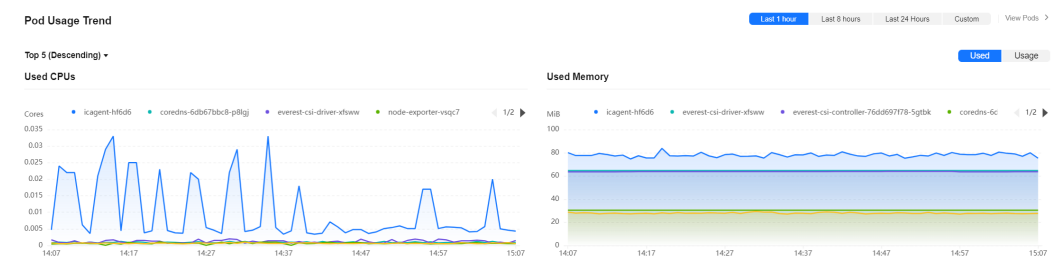 Pod Usage Trend
Last 1 hour Last 8 hours Last 24 Hours Custom View Pods
Top 5 (Descending)
Used Usage
Used CPUs
Cores icagent-hf6d6 coredns-6db67bbc8-p8lgj everest-csi-driver-xfsww node-exporter-vsqc7 1/2
0.035
0.03
0.025
0.02
0.015
0.01
0.005
0
14:07 14:17 14:27 14:37 14:47 14:57 15:07
Used Memory
MiB icagent-hf6d6 everest-csi-driver-xfsww everest-csi-controller-76dd697f78-5gtbk coredns-6c 1/2
100
80
60
40
20
0
14:07 14:17 14:27 14:37 14:47 14:57 15:07